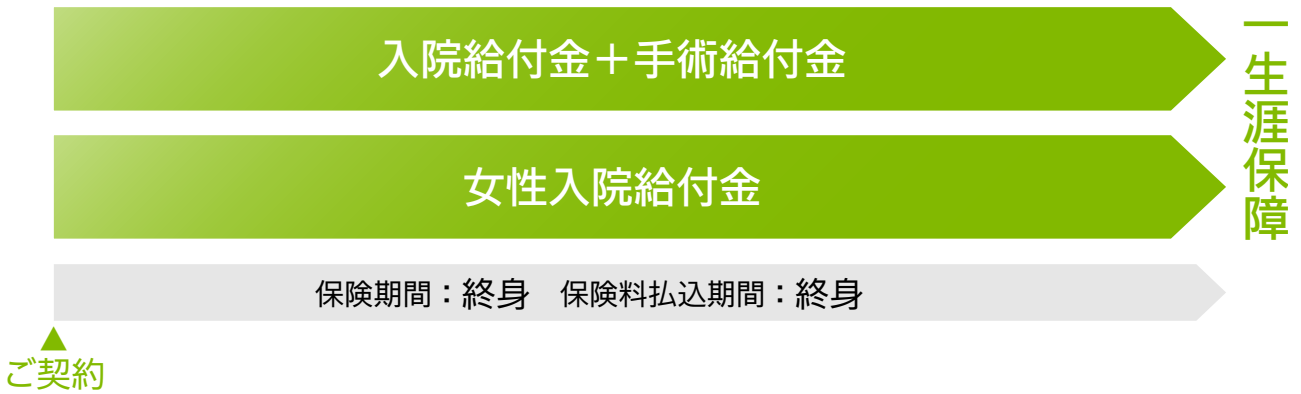 入院給付金＋手術給付金
女性入院給付金
一生涯保障
保険期間：終身　保険料払込期間：終身
ご契約